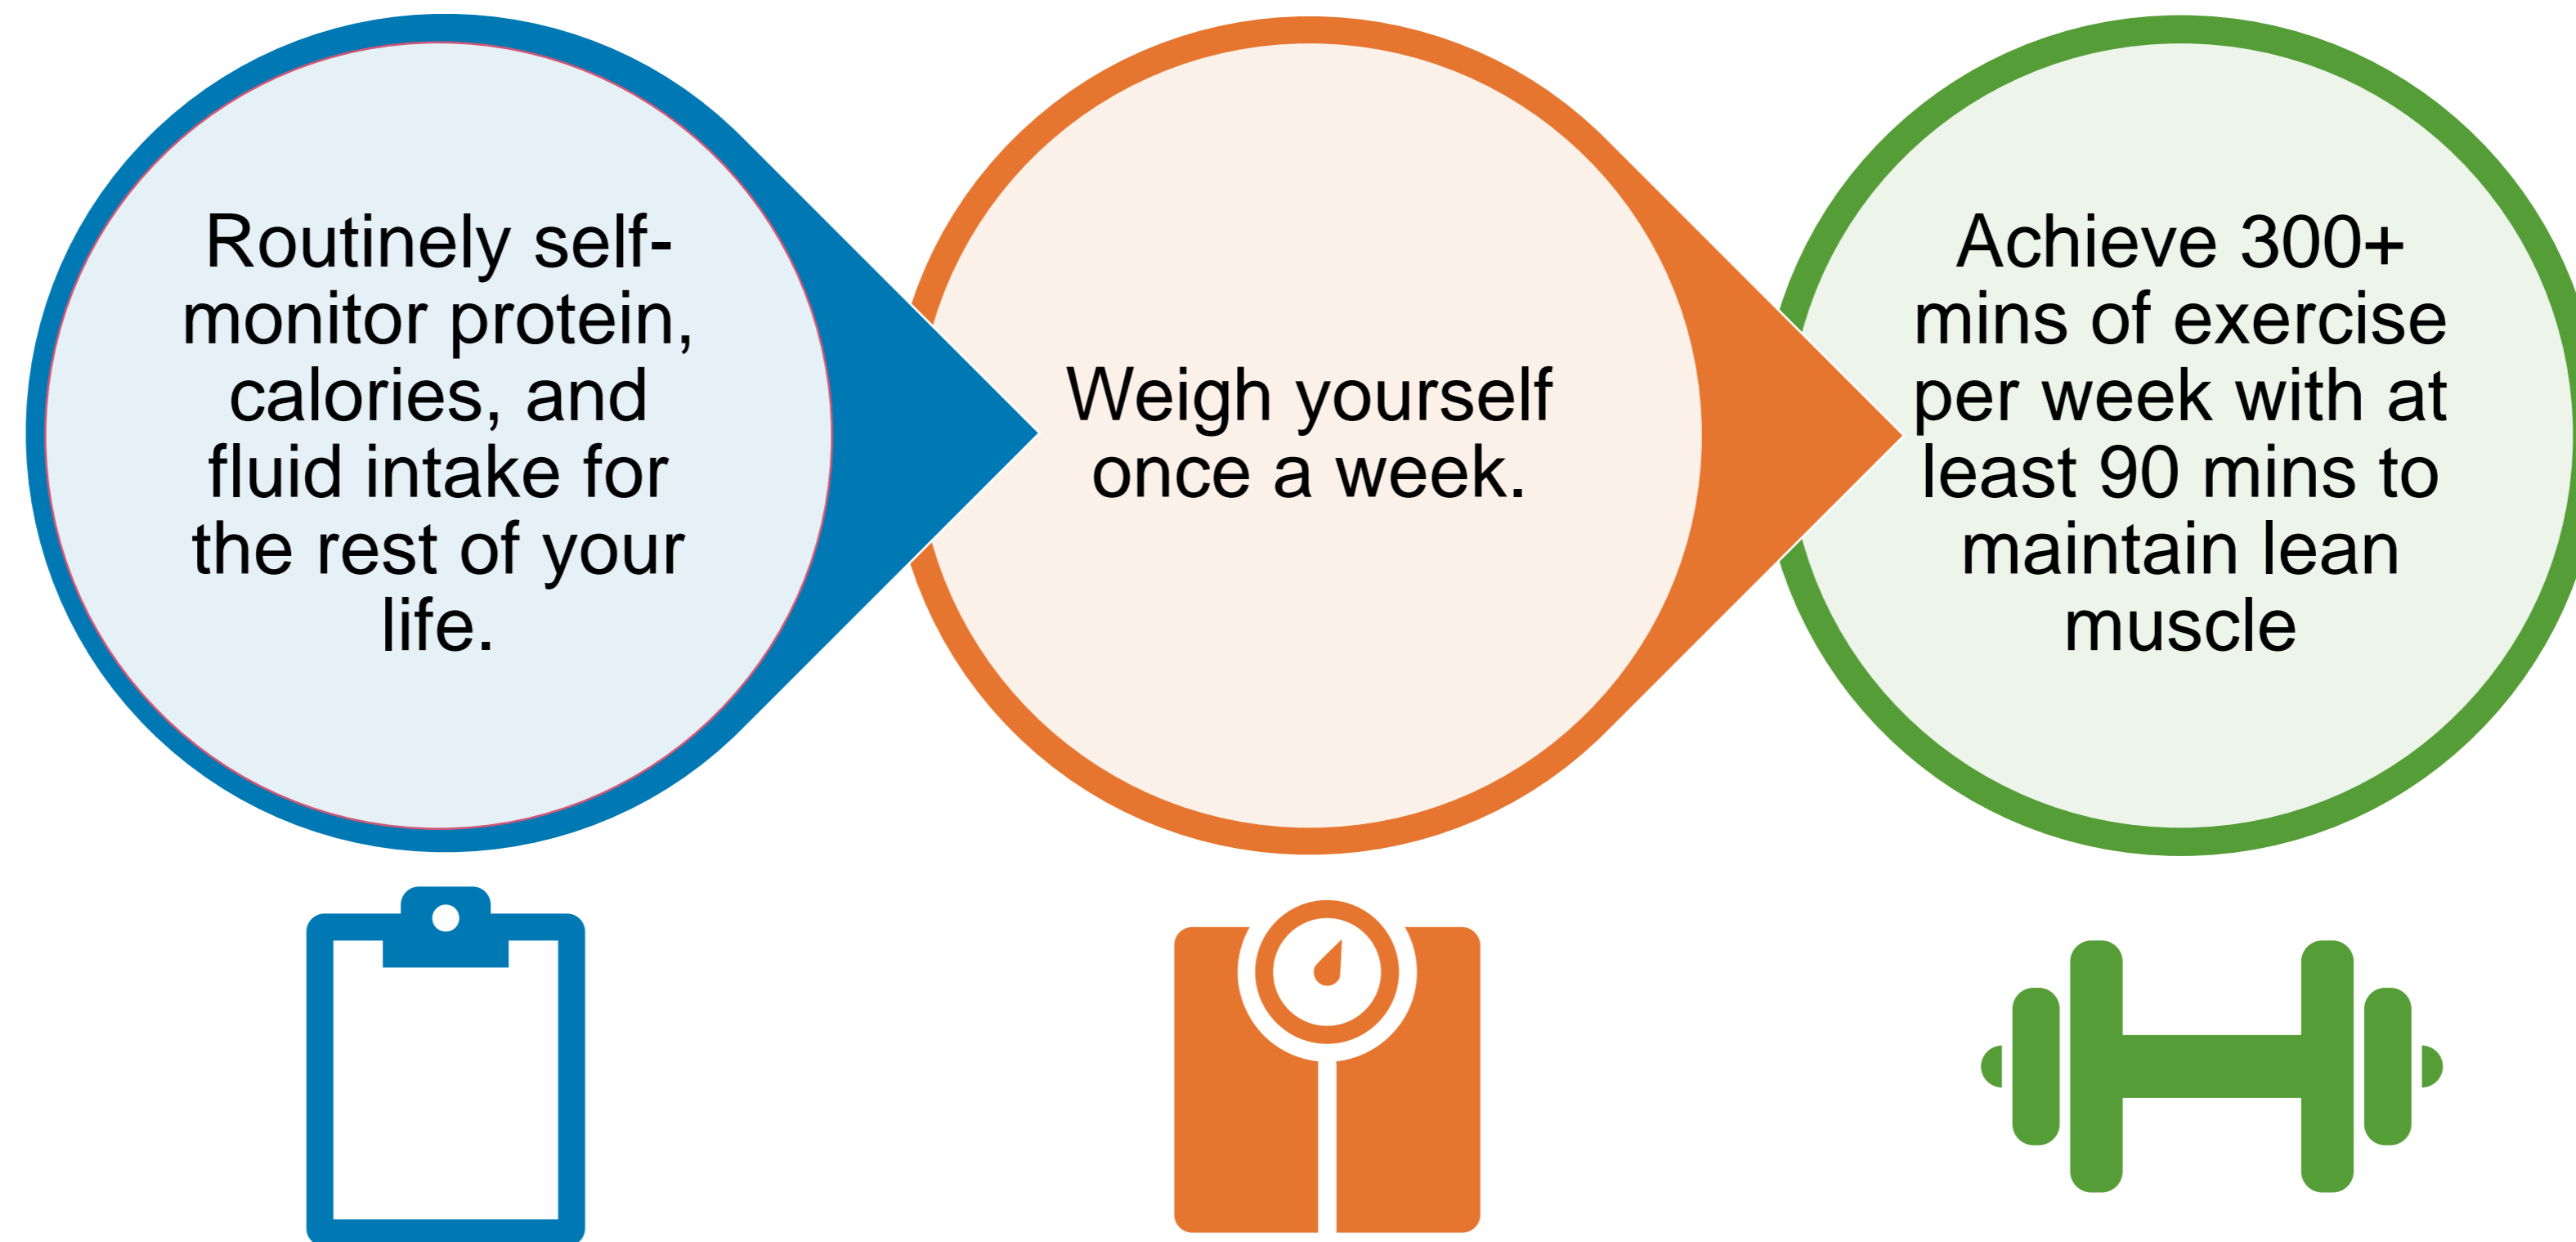 Routinely self-
monitor protein,
calories, and
fluid intake for
the rest of your
life.
Weigh yourself
once a week.
Achieve 300+
mins of exercise
per week with at
least 90 mins to
maintain lean
muscle